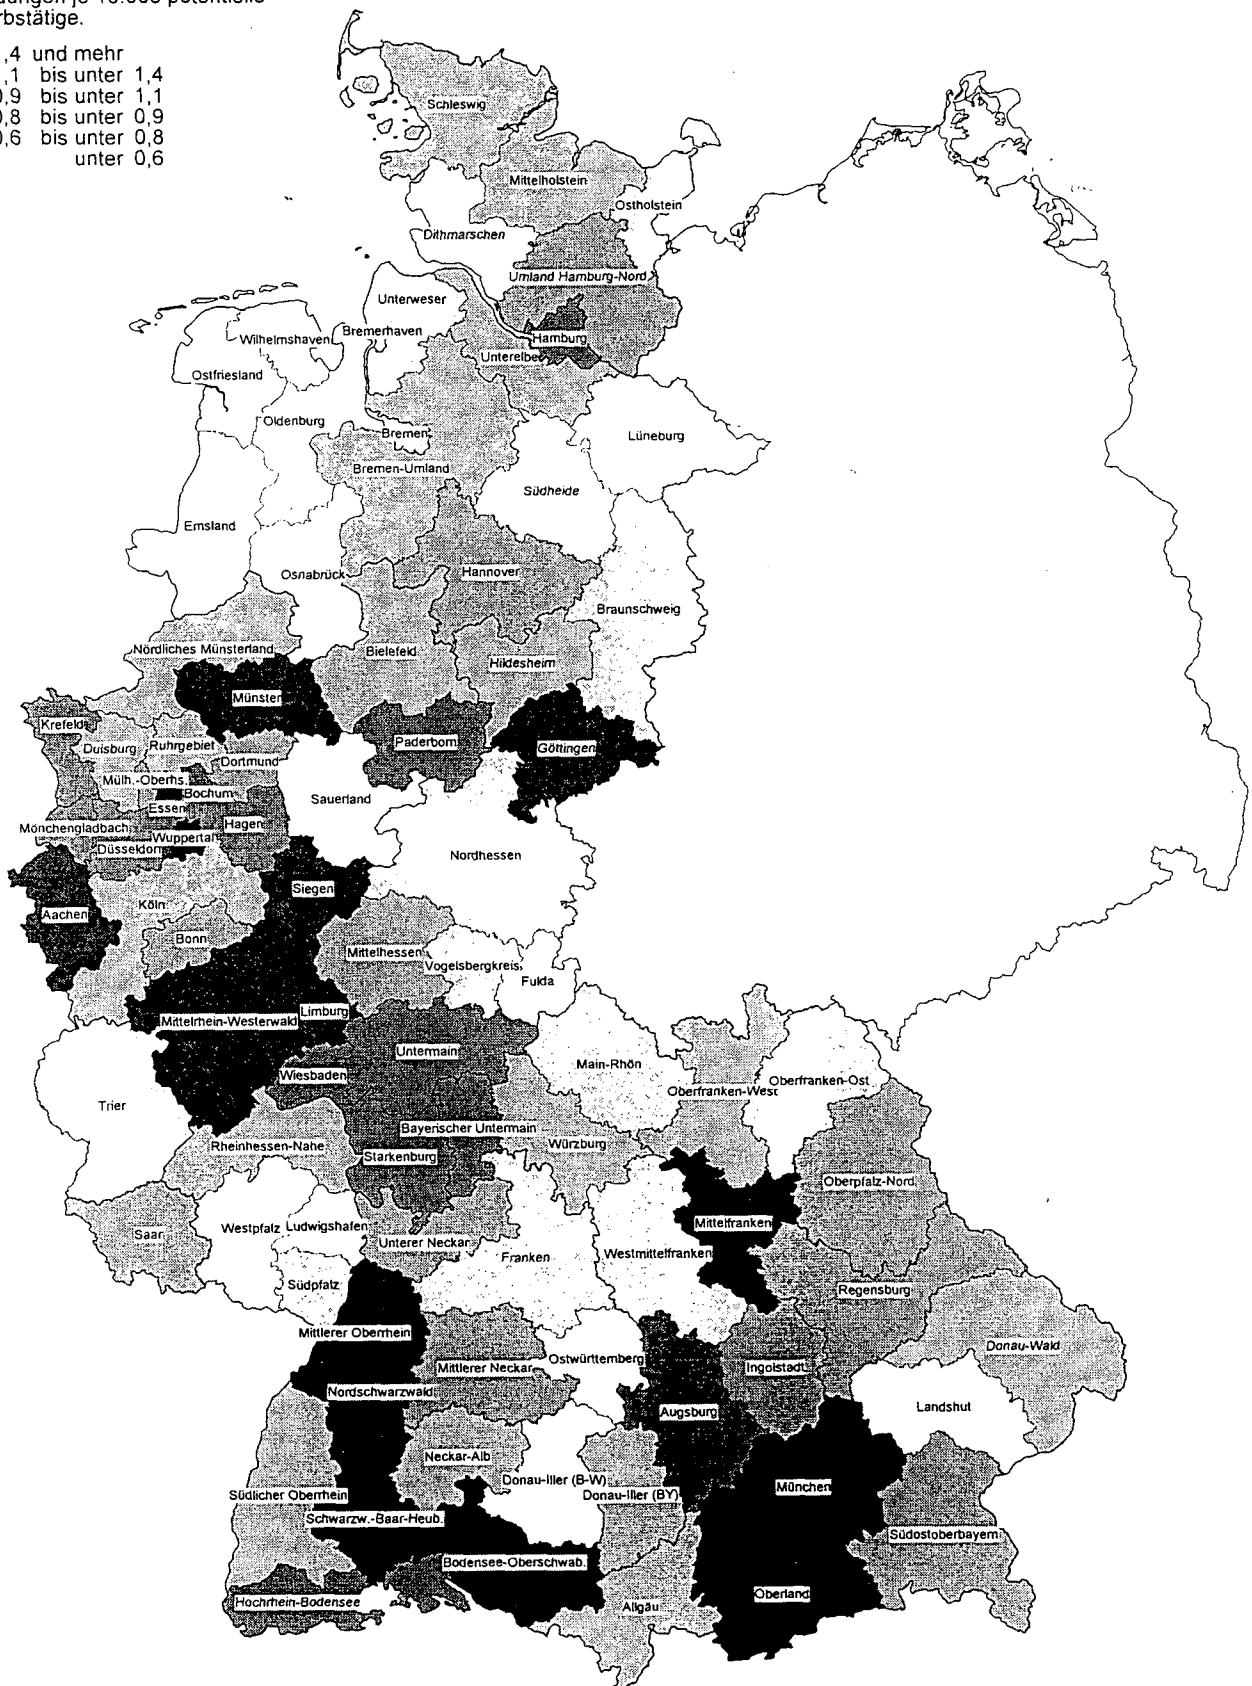 je 10.000 potentielle
,4 und mehr
,1 bis unter 1,4
0,9 bis unter 1,1
0,8 bis unter 0,9
0,6 bis unter 0,8
unter 0,6
Schleswig
Mittelholstein
Ostholstein
Dithmarschen
Umland Hamburg-Nord
Unterweser
Bremerhaven
Wilhelmshaven
Hamburg
Unterelbe
Ostfriesland
Oldenburg
Bremen
Lüneburg
Bremen-Umland
Südheide
Emsland
Osnabrück
Hannover
Braunschweig
Nördliches Münsterland
Bielefeld
Hildesheim
Münster
Krefeld
Duisburg
Ruhrgebiet
Paderborn
Göttingen
Dortmund
Mülh.-Oberhs.
Bochum
Sauerland
Essen
Mönchengladbach
Hagen
Wuppertal
Düsseldorf
Nordhessen
Siegen
Köln
Aachen
Bonn
Mittelhessen
Vogelsbergkreis
Fulda
Limburg
Mittelrhein-Westerwald
Untermain
Main-Rhön
Wiesbaden
Oberfranken-Ost
Oberfranken-West
Trier
Bayerischer Untermain
Rheinhessen-Nahe
Würzburg
Starkenburg
Oberpfalz-Nord
Westpfalz
Ludwigshafen
Mittelfranken
Saar
Unterer Neckar
Franken
Westmittelfranken
Südpfalz
Regensburg
Mittlerer Oberrhein
Donau-Wald
Ostwürttemberg
Mittlerer Neckar
Ingolstadt
Nordschwarzwald
Augsburg
Landshut
Neckar-Alb
Donau-Iller (B-W)
Donau-Iller (BY)
München
Südlicher Oberrhein
Schwarzw.-Baar-Heub.
Südostoberbayern
Bodensee-Oberschwab.
Hochrhein-Bodensee
Allgäu
Oberland